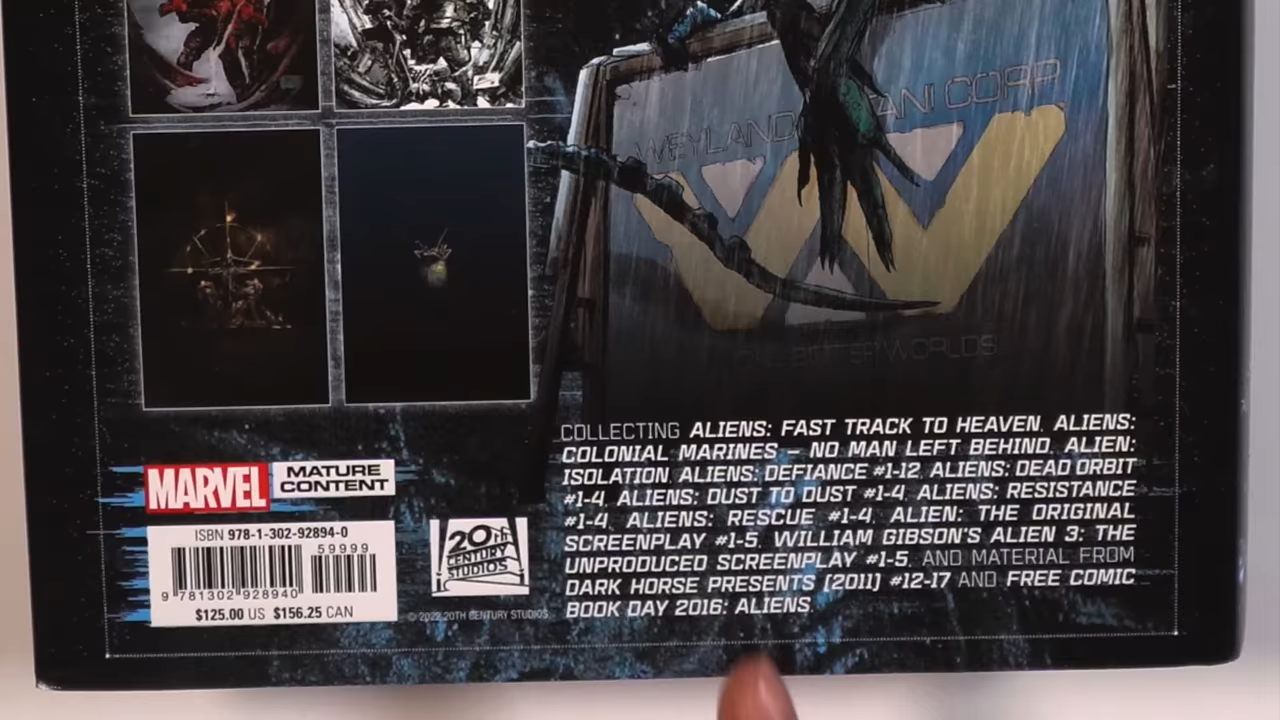 WEYLAND ANI CORP
WORLDS
COLLECTING ALIENS: FAST TRACK TO HEAVEN, ALIENS:
COLONIAL MARINES — NO MAN LEFT BEHIND, ALIEN:
ISOLATION, ALIENS: DEFIANCE #1-12, ALIENS: DEAD ORBIT
#1-4, ALIENS: DUST TO DUST #1-4, ALIENS: RESISTANCE
#1-4, ALIENS: RESCUE #1-4, ALIEN: THE ORIGINAL
SCREENPLAY #1-5, WILLIAM GIBSON'S ALIEN 3: THE
UNPRODUCED SCREENPLAY #1-5, AND MATERIAL FROM
DARK HORSE PRESENTS (2011) #12-17 AND FREE COMIC
BOOK DAY 2016: ALIENS.
MARVEL
MATURE
CONTENT
ISBN 978-1-302-92894-0
59999
9 781302 928940
$125.00 US $156.25 CAN
20TH
CENTURY
STUDIOS
© 2022 20TH CENTURY STUDIOS